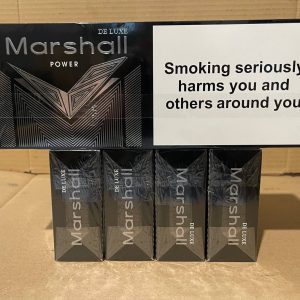 DE LUXE
Marshall
POWER
Smoking seriously
harms you and
others around you
DE LUXE
Marshall
DE LUXE
Marshall
Marshall
DE LUXE
Marshall
DE LUXE